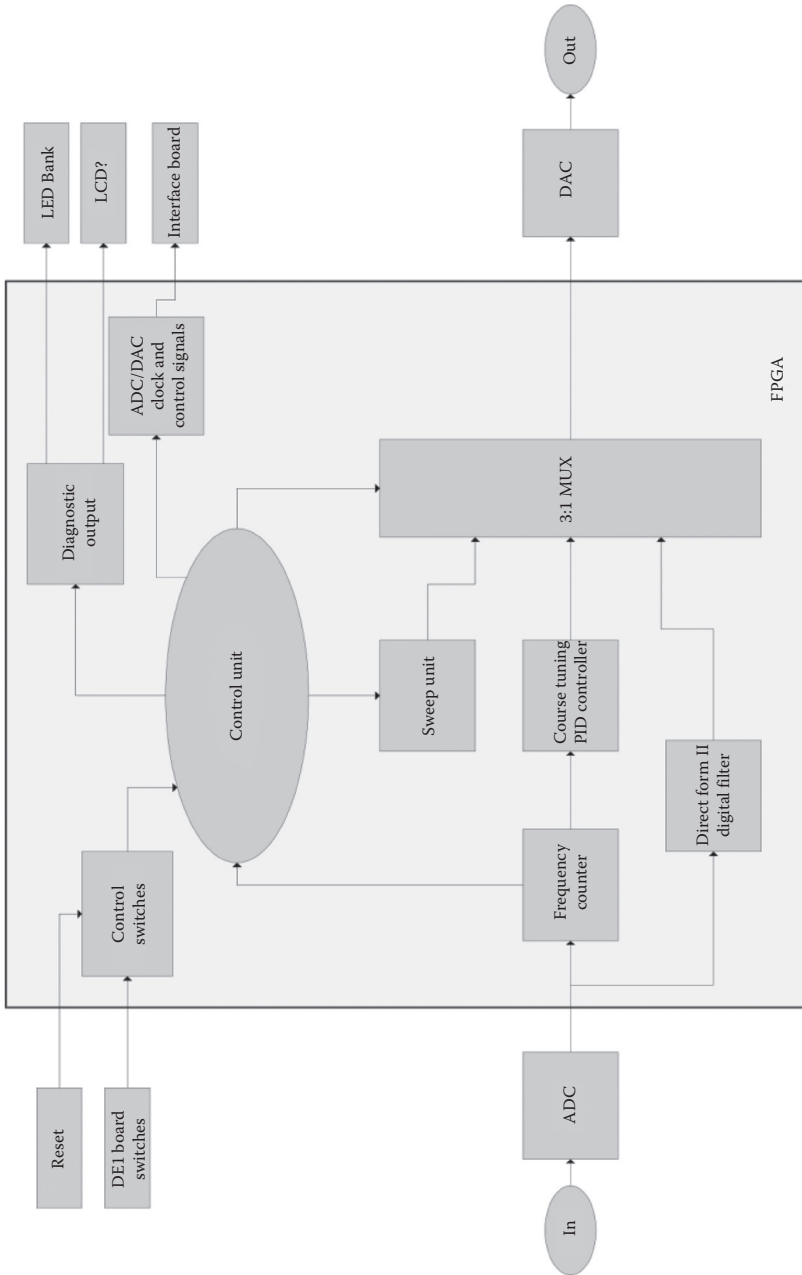 Reset
DE1 board
switches
Control
switches
Diagnostic
output
LED Bank
LCD?
ADC/DAC
clock and
control signals
Interface board
Control unit
Sweep unit
In
ADC
Frequency
counter
Course tuning
PID controller
Direct form II
digital filter
3:1 MUX
DAC
Out
FPGA